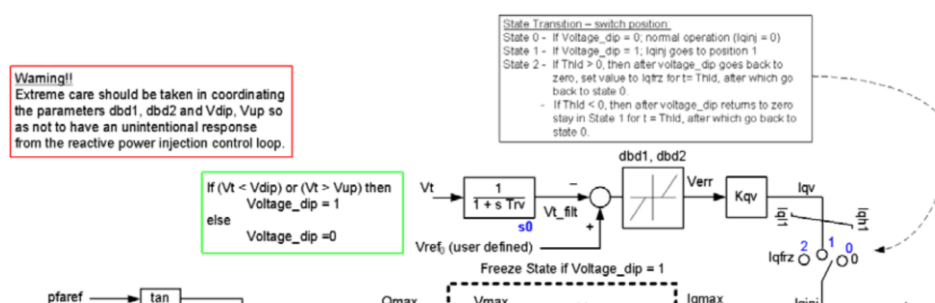 State Transition – switch position
State 0 - If Voltage_dip = 0; normal operation (Iqinj = 0)
State 1 - If Voltage_dip = 1; Iqinj goes to position 1
State 2 - If Thld > 0, then after voltage_dip goes back to
zero, set value to Iqfrz for t= Thld, after which go
back to state 0.
- If Thld < 0, then after voltage_dip returns to zero
stay in State 1 for t = Thld, after which go back to
state 0.
Warning!!
Extreme care should be taken in coordinating
the parameters dbd1, dbd2 and Vdip, Vup so
as not to have an unintentional response
from the reactive power injection control loop.
If (Vt < Vdip) or (Vt > Vup) then
Voltage_dip = 1
else
Voltage_dip =0
dbd1, dbd2
Vt
1
1 + s Trv
s0
Vt_filt
−
+
Verr
Kqv
Iqv
Iql1
Iqh1
Vref0 (user defined)
Iqfrz
2
1
0
0
Freeze State if Voltage_dip = 1
pfaref
tan
Qmax
Vmax
Iqmax
Iqinj